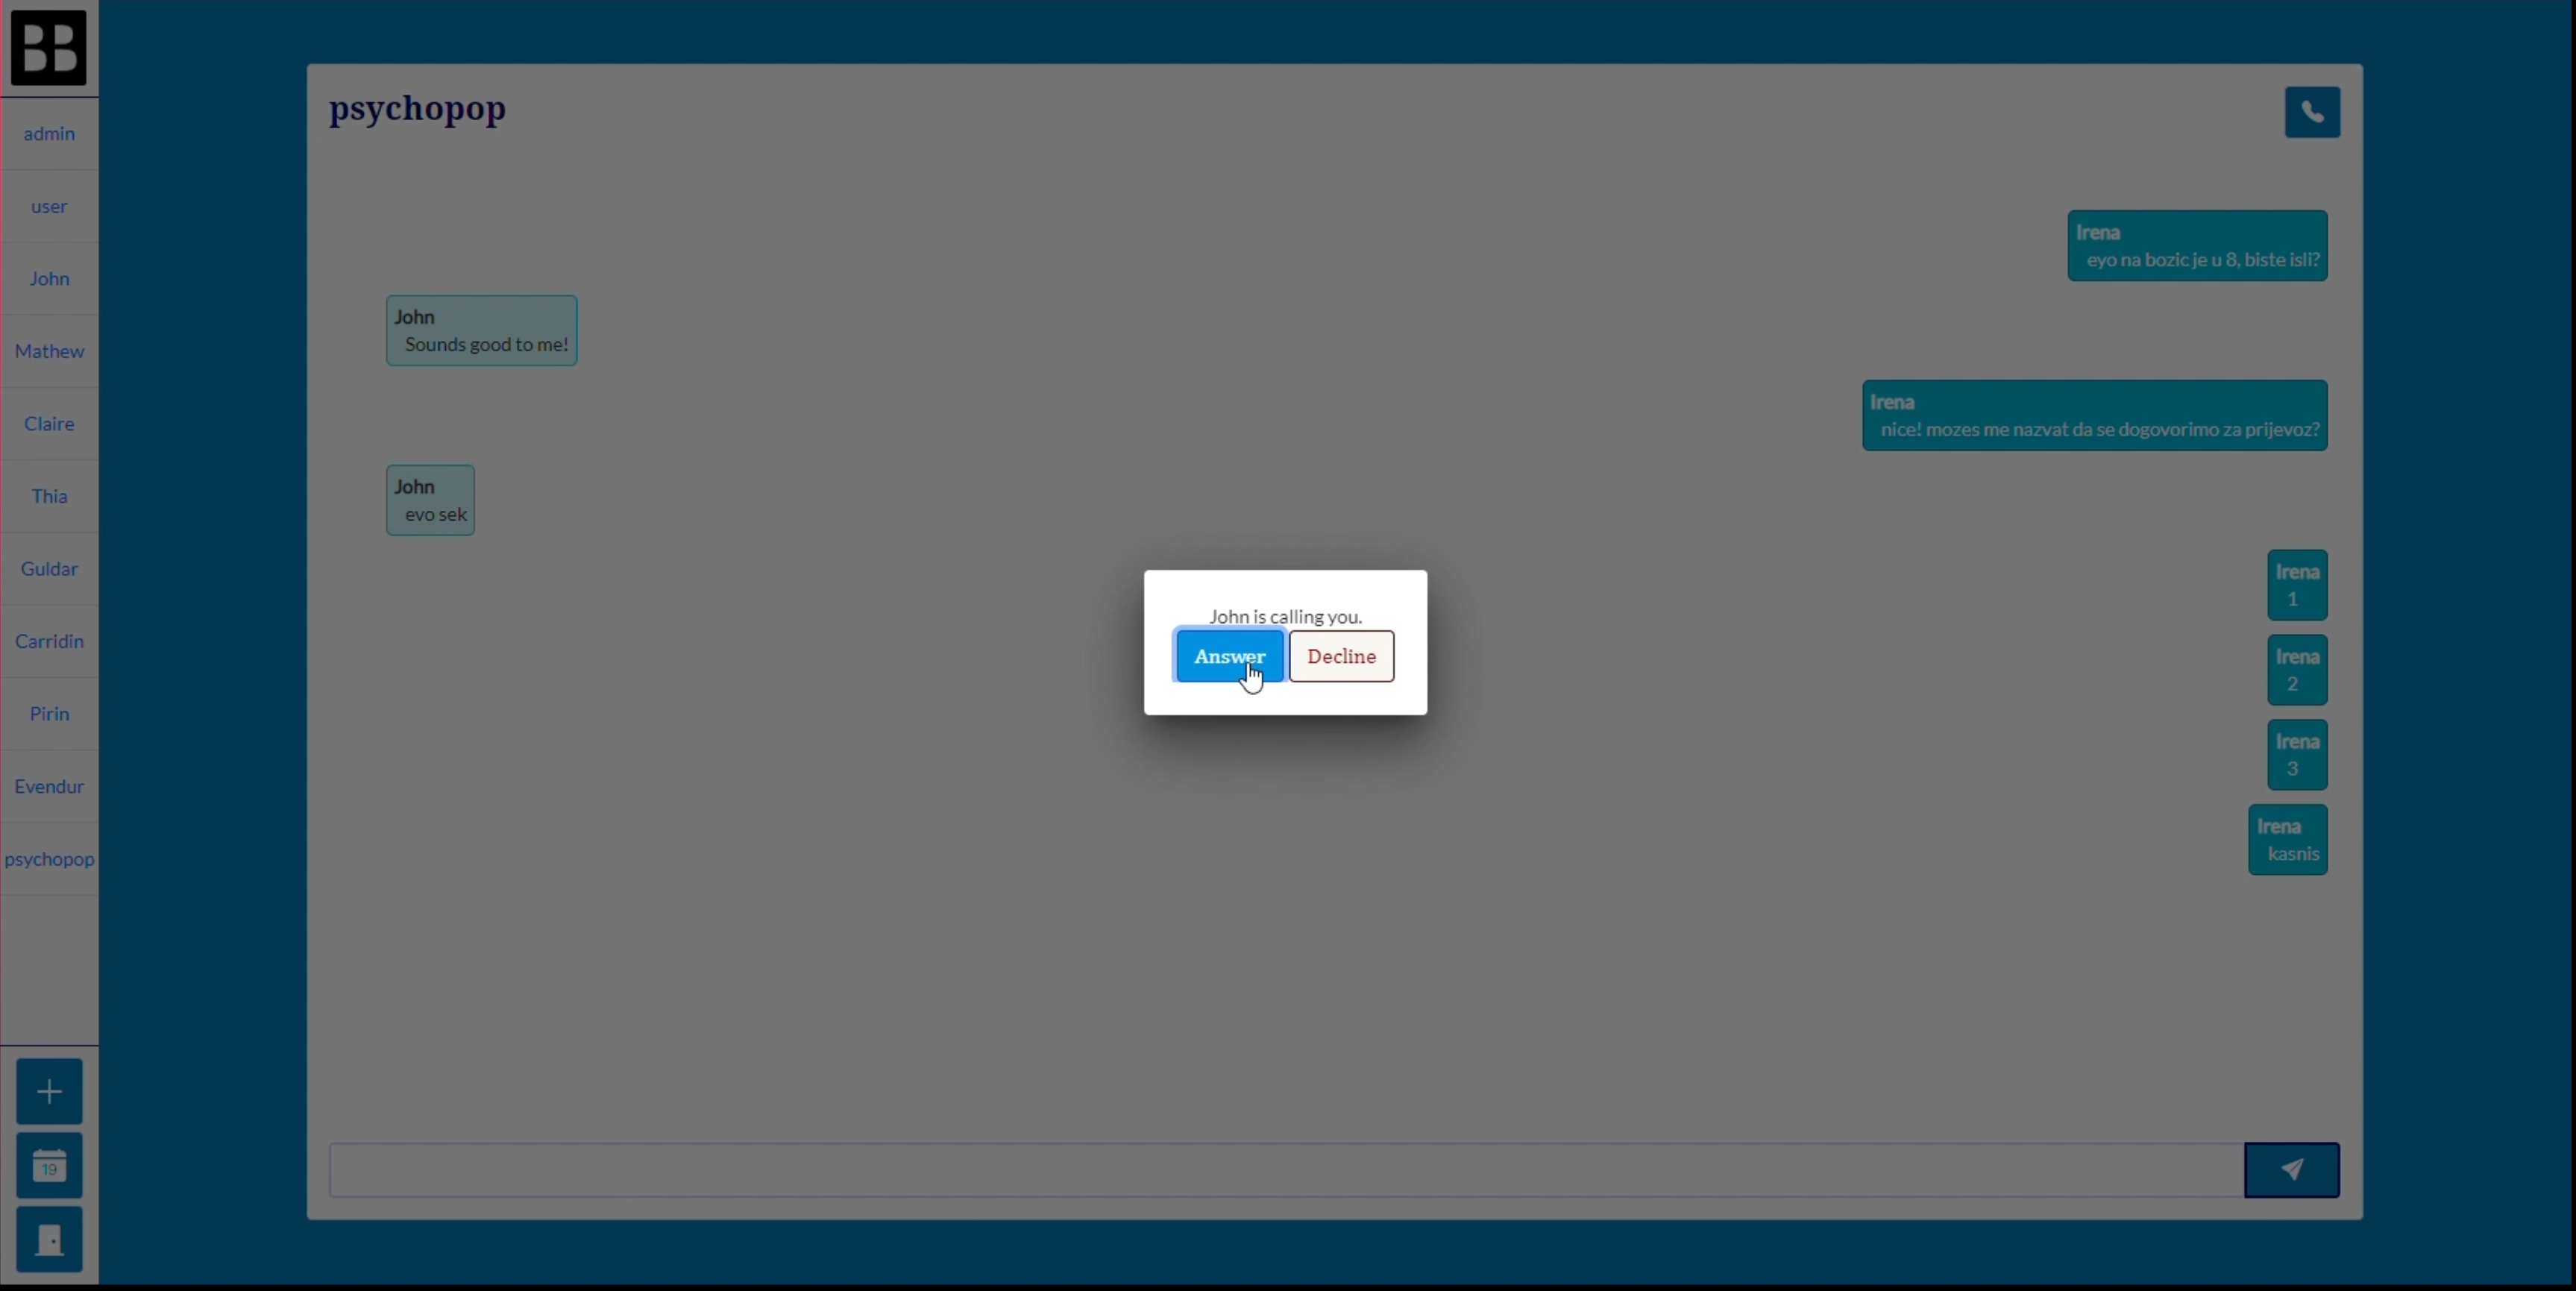 BB
admin
user
John
Mathew
Claire
Thia
Guldar
Carridin
Pirin
Evendur
psychopop
19
psychopop
Irena
eyo na bozic je u 8, biste isli?
John
Sounds good to me!
Irena
nice! mozes me nazvat da se dogovorimo za prijevoz?
John
evo sek
Irena
1
Irena
2
Irena
3
Irena
kasnis
John is calling you.
Answer Decline